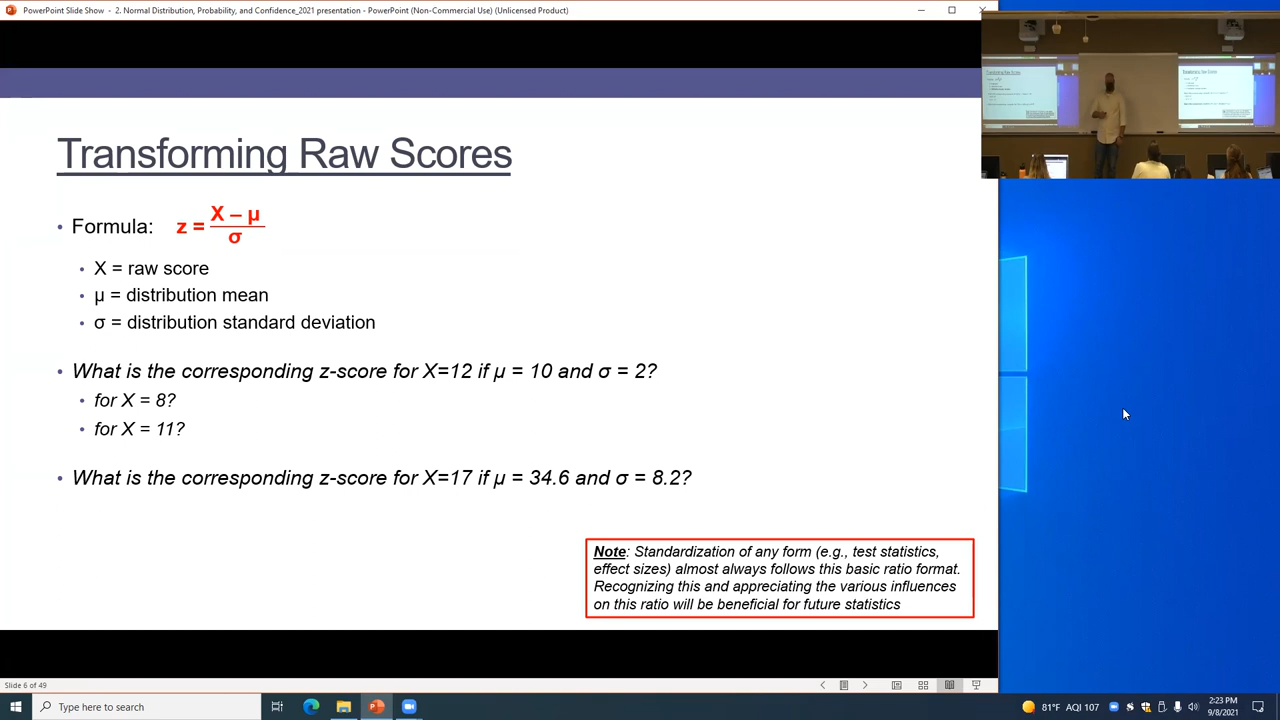 PowerPoint Slide Show - 2. Normal Distribution, Probability, and Confidence_2021 presentation - PowerPoint (Non-Commercial Use) (Unlicensed Product)
Transforming Raw Scores
• Formula: z = X – µ
σ
• X = raw score
• µ = distribution mean
• σ = distribution standard deviation
• What is the corresponding z-score for X=12 if µ = 10 and σ = 2?
• for X = 8?
• for X = 11?
• What is the corresponding z-score for X=17 if µ = 34.6 and σ = 8.2?
Note: Standardization of any form (e.g., test statistics,
effect sizes) almost always follows this basic ratio format.
Recognizing this and appreciating the various influences
on this ratio will be beneficial for future statistics
Slide 6 of 49
Type here to search
81°F AQI 107
2:23 PM
9/8/2021